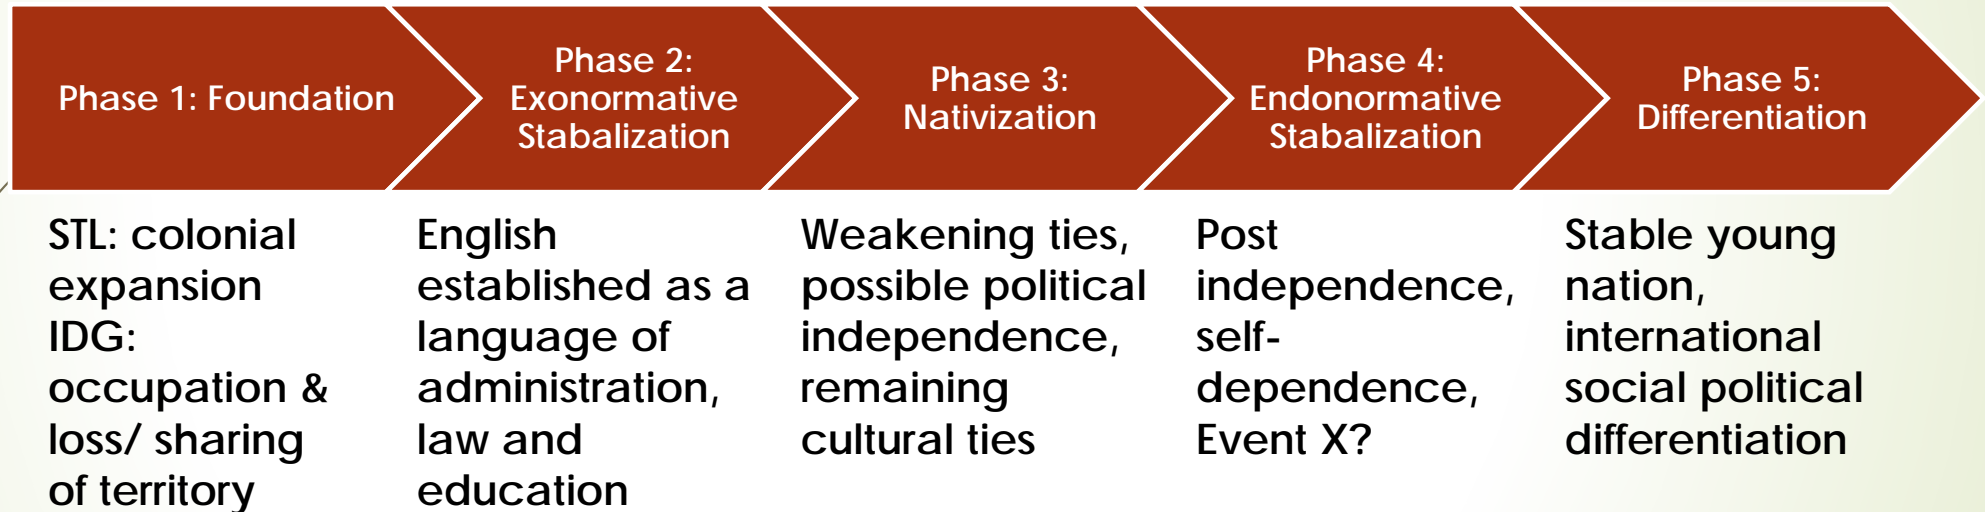 Phase 1: Foundation
Phase 2:
Exonormative
Stabalization
Phase 3:
Nativization
Phase 4:
Endonormative
Stabalization
Phase 5:
Differentiation
STL: colonial
expansion
IDG:
occupation &
loss/ sharing
of territory
English
established as a
language of
administration,
law and
education
Weakening ties,
possible political
independence,
remaining
cultural ties
Post
independence,
self-
dependence,
Event X?
Stable young
nation,
international
social political
differentiation